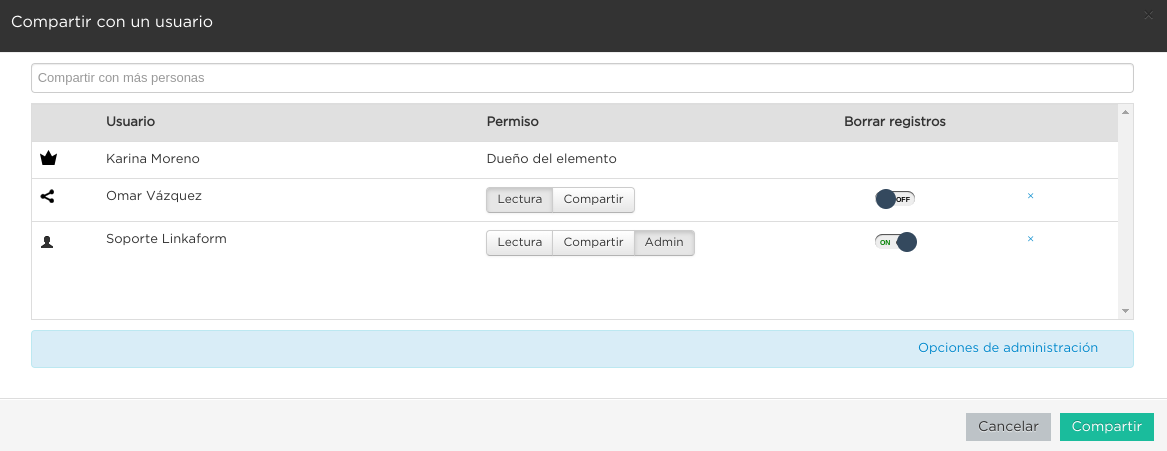 Compartir con un usuario
×
Compartir con más personas
Usuario Permiso Borrar registros
Karina Moreno Dueño del elemento
Omar Vázquez Lectura Compartir OFF ×
Soporte Linkaform Lectura Compartir Admin ON ×
Opciones de administración
Cancelar Compartir